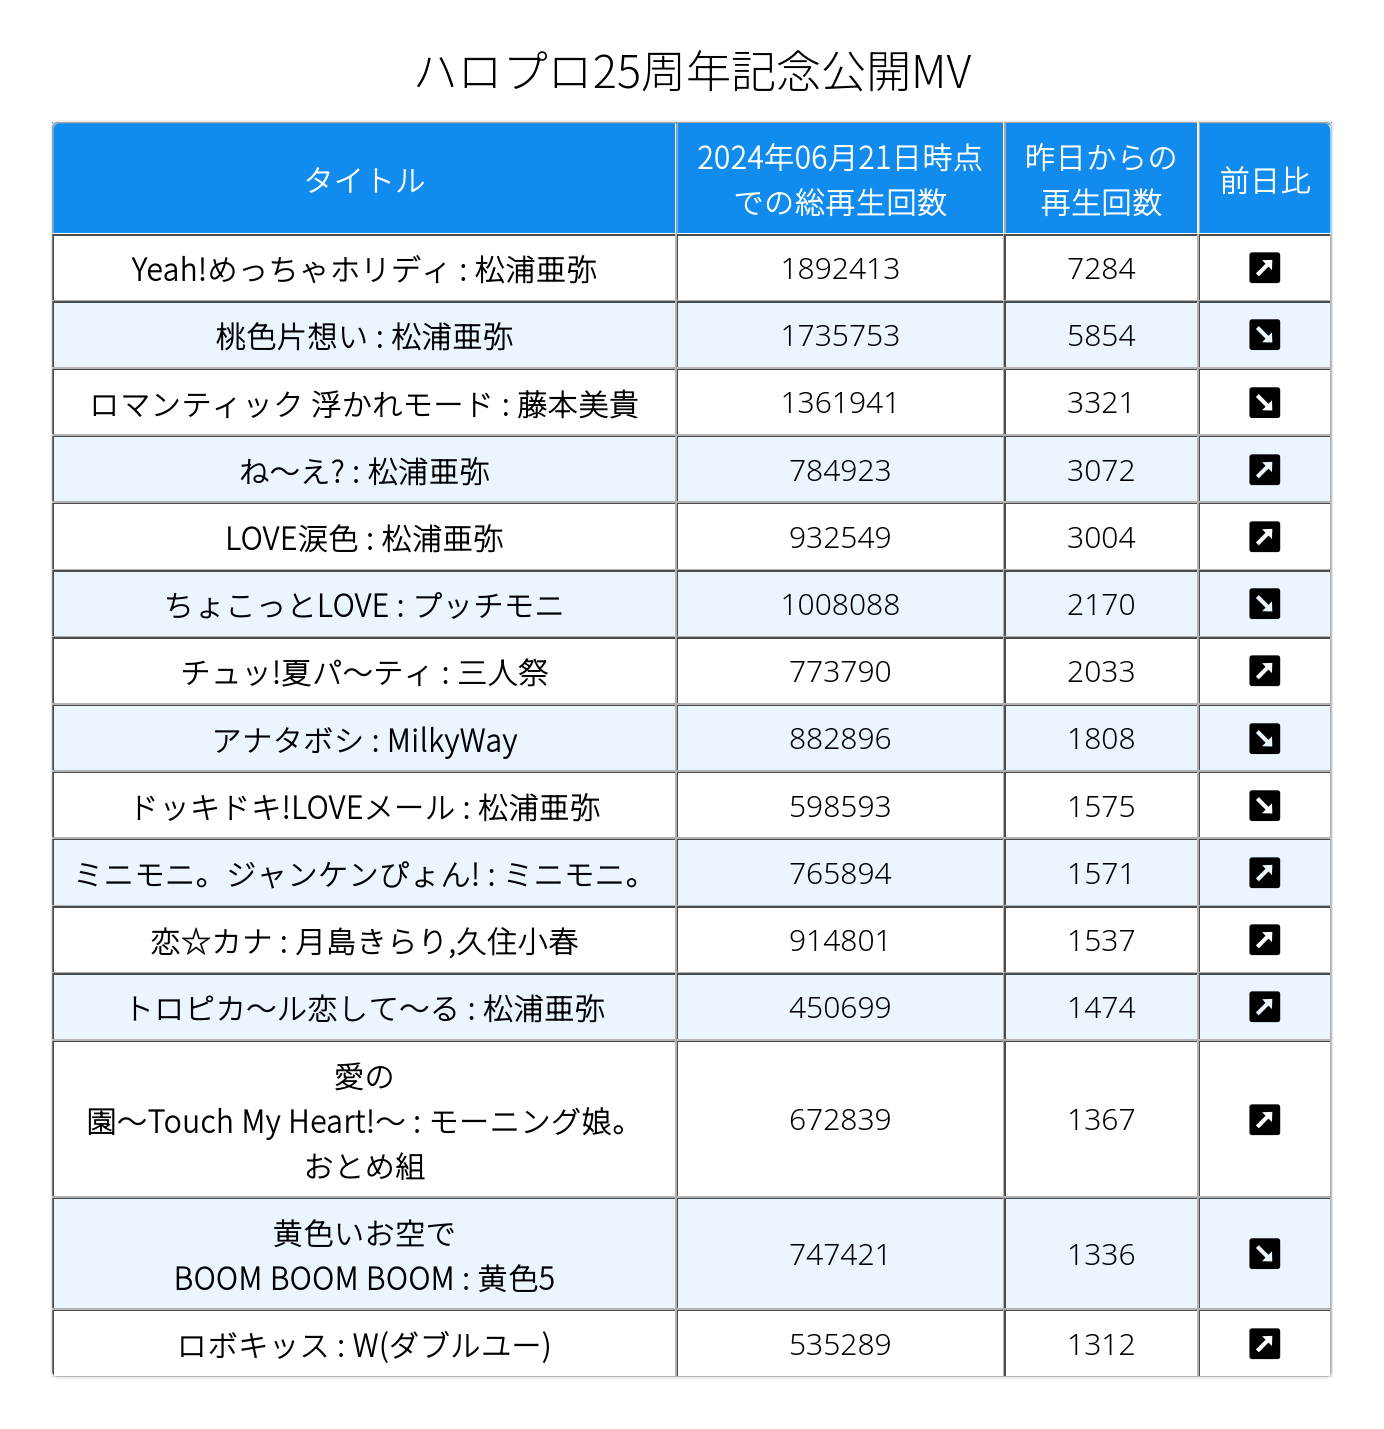 ハロプロ25周年記念公開MV
タイトル
2024年06月21日時点
での総再生回数
昨日からの
再生回数
前日比
Yeah!めっちゃホリディ : 松浦亜弥 1892413 7284 ↗
桃色片想い : 松浦亜弥 1735753 5854 ↘
ロマンティック 浮かれモード : 藤本美貴 1361941 3321 ↘
ね〜え? : 松浦亜弥 784923 3072 ↗
LOVE涙色 : 松浦亜弥 932549 3004 ↗
ちょこっとLOVE : プッチモニ 1008088 2170 ↘
チュッ!夏パ〜ティ : 三人祭 773790 2033 ↗
アナタボシ : MilkyWay 882896 1808 ↘
ドッキドキ!LOVEメール : 松浦亜弥 598593 1575 ↘
ミニモニ。ジャンケンぴょん! : ミニモニ。 765894 1571 ↗
恋☆カナ : 月島きらり,久住小春 914801 1537 ↗
トロピカ〜ル恋して〜る : 松浦亜弥 450699 1474 ↗
愛の
園〜Touch My Heart!〜 : モーニング娘。
おとめ組
672839 1367 ↗
黄色いお空で
BOOM BOOM BOOM : 黄色5
747421 1336 ↘
ロボキッス : W(ダブルユー) 535289 1312 ↗